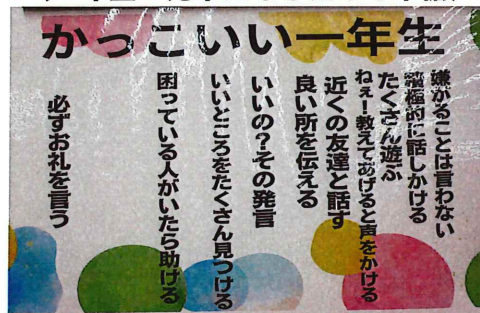 かっこいい一年生
嫌がることは言わない
積極的に話しかける
たくさん遊ぶ
ねぇ!教えてあげると声をかける
近くの友達と話す
良い所を伝える
いいの?その発言
いいところをたくさん見つける
困っている人がいたら助ける
必ずお礼を言う